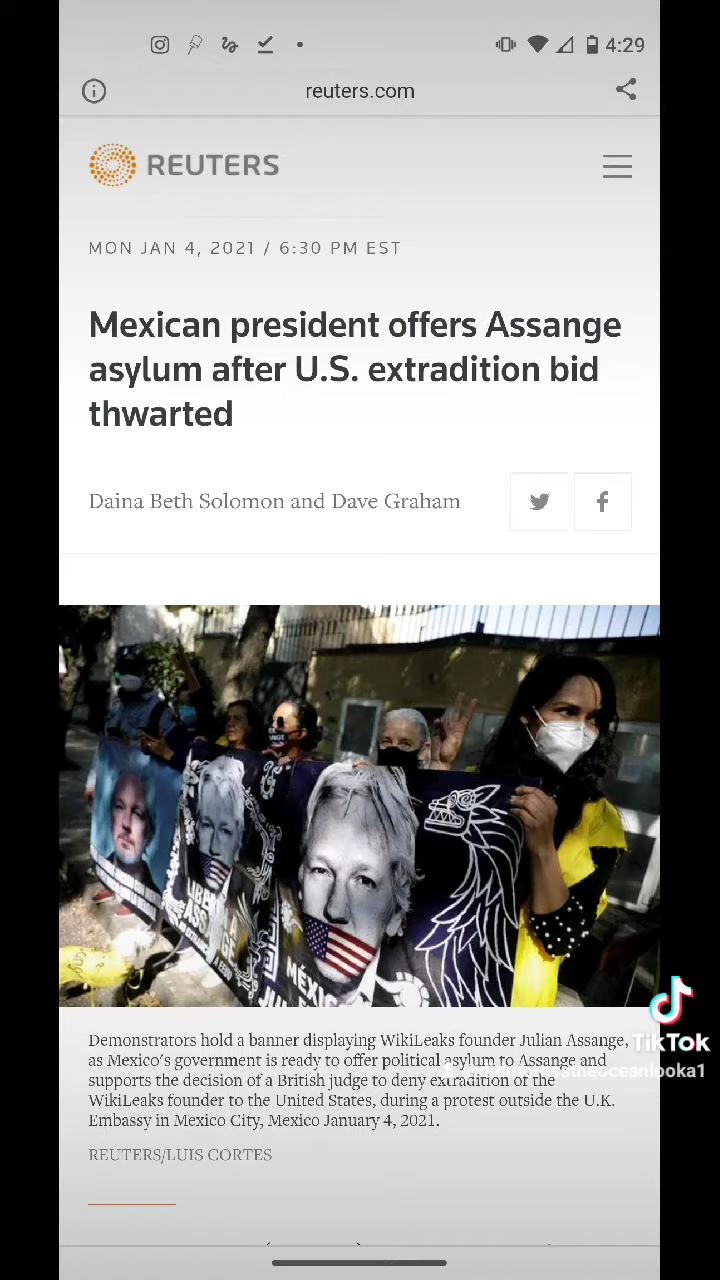 4:29
reuters.com
REUTERS
MON JAN 4, 2021 / 6:30 PM EST
Mexican president offers Assange
asylum after U.S. extradition bid
thwarted
Daina Beth Solomon and Dave Graham
LIBER
ASSAN
MÉXIC
Demonstrators hold a banner displaying WikiLeaks founder Julian Assange,
as Mexico's government is ready to offer political asylum to Assange and
supports the decision of a British judge to deny extradition of the
WikiLeaks founder to the United States, during a protest outside the U.K.
Embassy in Mexico City, Mexico January 4, 2021.
REUTERS/LUIS CORTES
TikTok